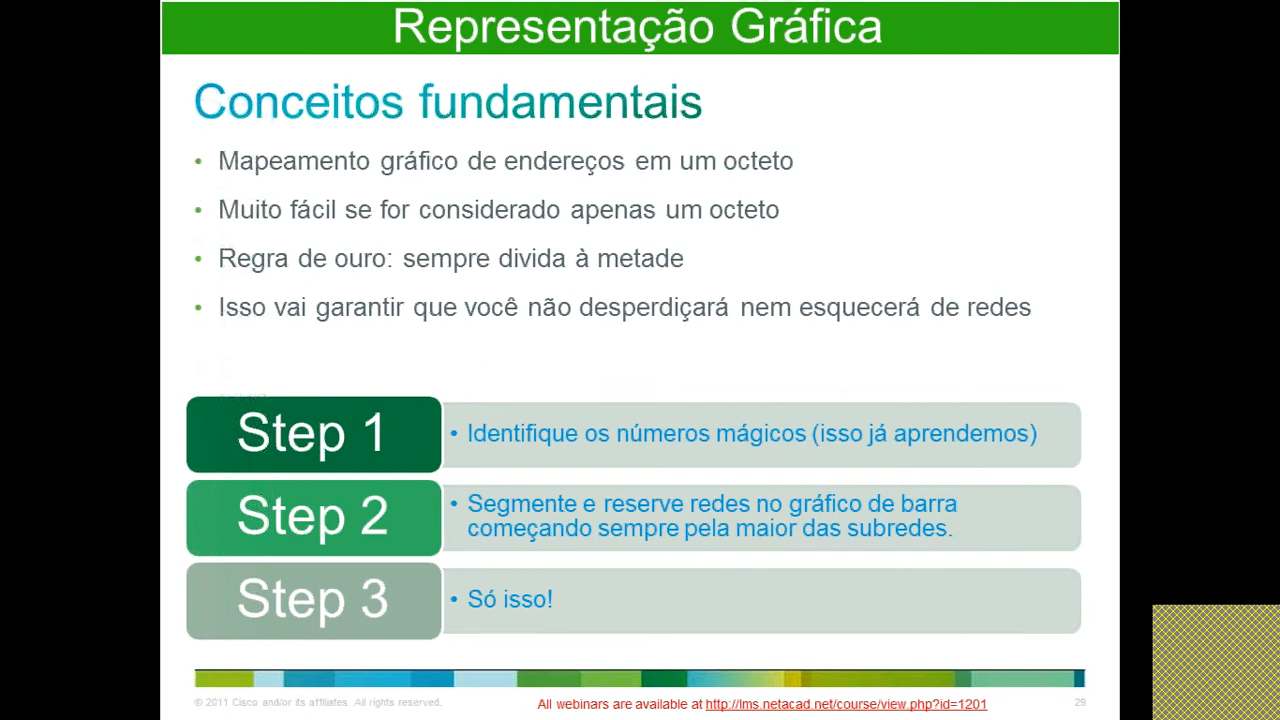 Representação Gráfica
Conceitos fundamentais
• Mapeamento gráfico de endereços em um octeto
• Muito fácil se for considerado apenas um octeto
• Regra de ouro: sempre divida à metade
• Isso vai garantir que você não desperdiçará nem esquecerá de redes
Step 1
• Identifique os números mágicos (isso já aprendemos)
Step 2
• Segmente e reserve redes no gráfico de barra
começando sempre pela maior das subredes.
Step 3
• Só isso!
© 2011 Cisco and/or its affiliates. All rights reserved.
All webinars are available at http://lms.netacad.net/course/view.php?id=1201
29